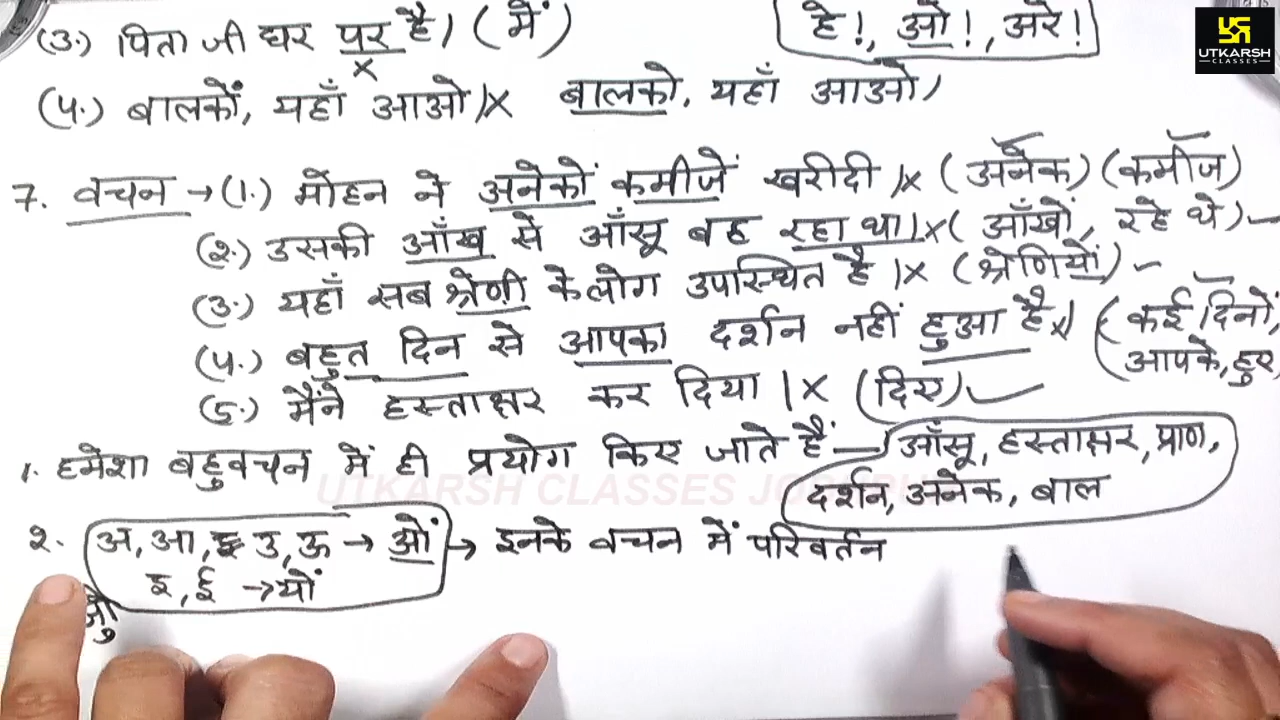 (3.) पिता जी घर पर है। (में) हे!, ओ!, अरे!
x
(4.) बालकों, यहाँ आओ।x बालको, यहाँ आओ।
7. वचन → (1.) मोहन ने अनेकों कमीजें खरीदी।x (अनेक) (कमीज)
(2.) उसकी आँख से आँसू बह रहा था।x (आँखों, रहे थे)
(3.) यहाँ सब श्रेणी के लोग उपस्थित है।x (श्रेणियों)
(4.) बहुत दिन से आपका दर्शन नहीं हुआ है।x (कई दिनों,
आपके, हुए
(5.) मैंने हस्ताक्षर कर दिया।x (दिए)
1. हमेशा बहुवचन में ही प्रयोग किए जाते हैं— आँसू, हस्ताक्षर, प्राण,
दर्शन, अनेक, बाल
2. अ, आ, उ, ऊ → ओं → इनके वचन में परिवर्तन
इ, ई → यों
UTKARSH CLASSES
UTKARSH CLASSES